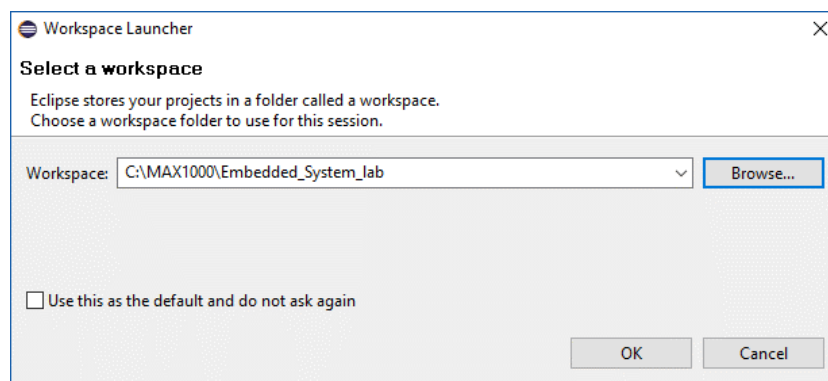 Workspace Launcher
Select a workspace
Eclipse stores your projects in a folder called a workspace.
Choose a workspace folder to use for this session.
Workspace: C:\MAX1000\Embedded_System_lab Browse...
Use this as the default and do not ask again
OK Cancel